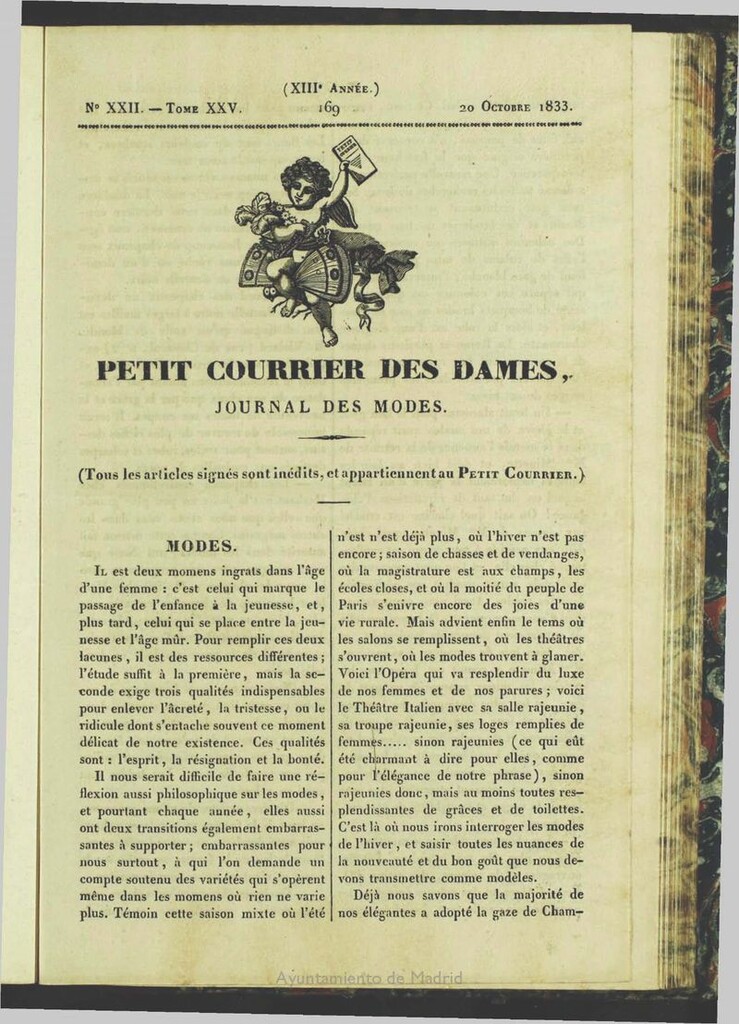 (XIIIᵉ ANNÉE.)
Nº XXII. — TOME XXV. 169 20 OCTOBRE 1833.
PETIT COURRIER DES DAMES,
JOURNAL DES MODES.
(Tous les articles signés sont inédits, et appartiennent au PETIT COURRIER.)
MODES.
IL est deux momens ingrats dans l'âge
d'une femme : c'est celui qui marque le
passage de l'enfance à la jeunesse, et,
plus tard, celui qui se place entre la jeu-
nesse et l'âge mûr. Pour remplir ces deux
lacunes, il est des ressources différentes ;
l'étude suffit à la première, mais la se-
conde exige trois qualités indispensables
pour enlever l'âcreté, la tristesse, ou le
ridicule dont s'entache souvent ce moment
délicat de notre existence. Ces qualités
sont : l'esprit, la résignation et la bonté.
Il nous serait difficile de faire une ré-
flexion aussi philosophique sur les modes,
et pourtant chaque année, elles aussi
ont deux transitions également embarras-
santes à supporter ; embarrassantes pour
nous surtout, à qui l'on demande un
compte soutenu des variétés qui s'opèrent
même dans les momens où rien ne varie
plus. Témoin cette saison mixte où l'été
n'est n'est déjà plus, où l'hiver n'est pas
encore ; saison de chasses et de vendanges,
où la magistrature est aux champs, les
écoles closes, et où la moitié du peuple de
Paris s'enivre encore des joies d'une
vie rurale. Mais advient enfin le tems où
les salons se remplissent, où les théâtres
s'ouvrent, où les modes trouvent à glaner.
Voici l'Opéra qui va resplendir du luxe
de nos femmes et de nos parures ; voici
le Théâtre Italien avec sa salle rajeunie,
sa troupe rajeunie, ses loges remplies de
femmes..... sinon rajeunies (ce qui eût
été charmant à dire pour elles, comme
pour l'élégance de notre phrase), sinon
rajeunies donc, mais au moins toutes res-
plendissantes de grâces et de toilettes.
C'est là où nous irons interroger les modes
de l'hiver, et saisir toutes les nuances de
la nouveauté et du bon goût que nous de-
vons transmettre comme modèles.
Déjà nous savons que la majorité de
nos élégantes a adopté la gaze de Cham-
Ayuntamiento de Madrid